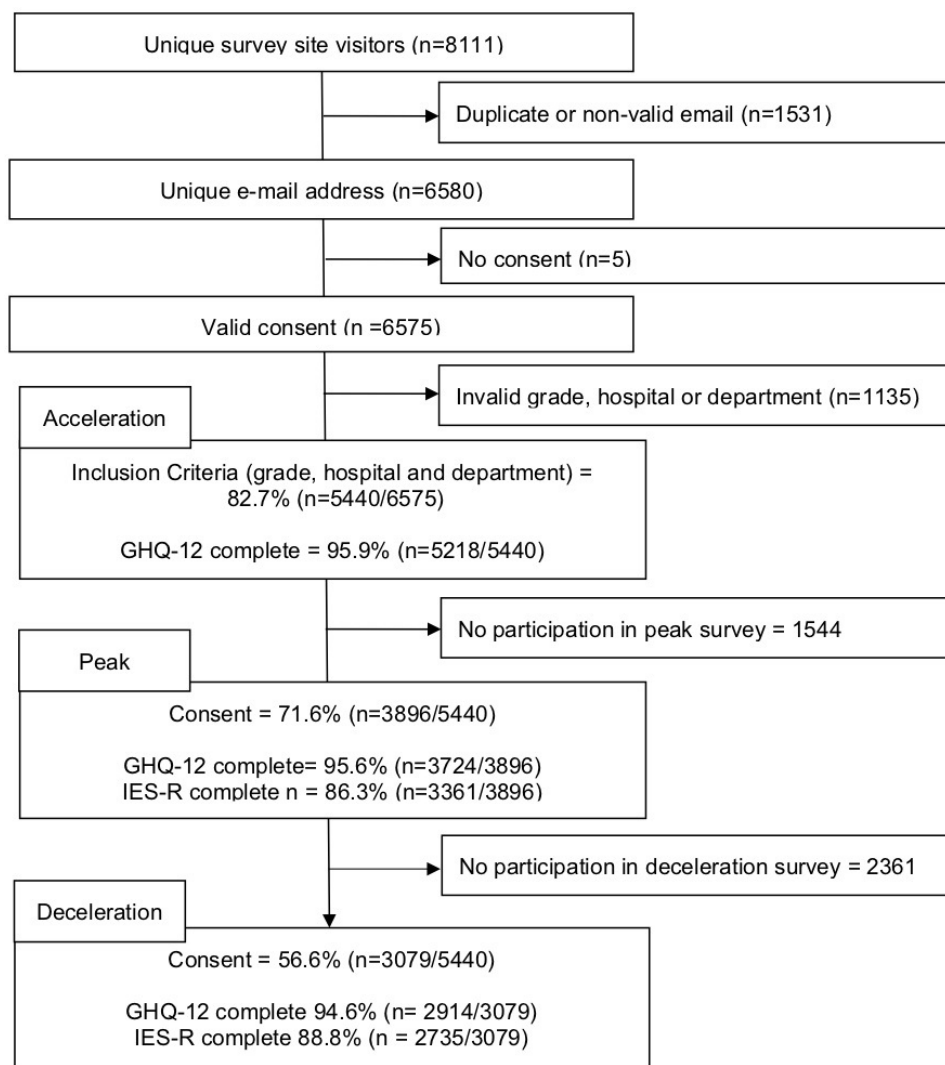 Unique survey site visitors (n=8111)
Duplicate or non-valid email (n=1531)
Unique e-mail address (n=6580)
No consent (n=5)
Valid consent (n =6575)
Invalid grade, hospital or department (n=1135)
Acceleration
Inclusion Criteria (grade, hospital and department) =
82.7% (n=5440/6575)
GHQ-12 complete = 95.9% (n=5218/5440)
No participation in peak survey = 1544
Peak
Consent = 71.6% (n=3896/5440)
GHQ-12 complete= 95.6% (n=3724/3896)
IES-R complete n = 86.3% (n=3361/3896)
No participation in deceleration survey = 2361
Deceleration
Consent = 56.6% (n=3079/5440)
GHQ-12 complete 94.6% (n= 2914/3079)
IES-R complete 88.8% (n = 2735/3079)